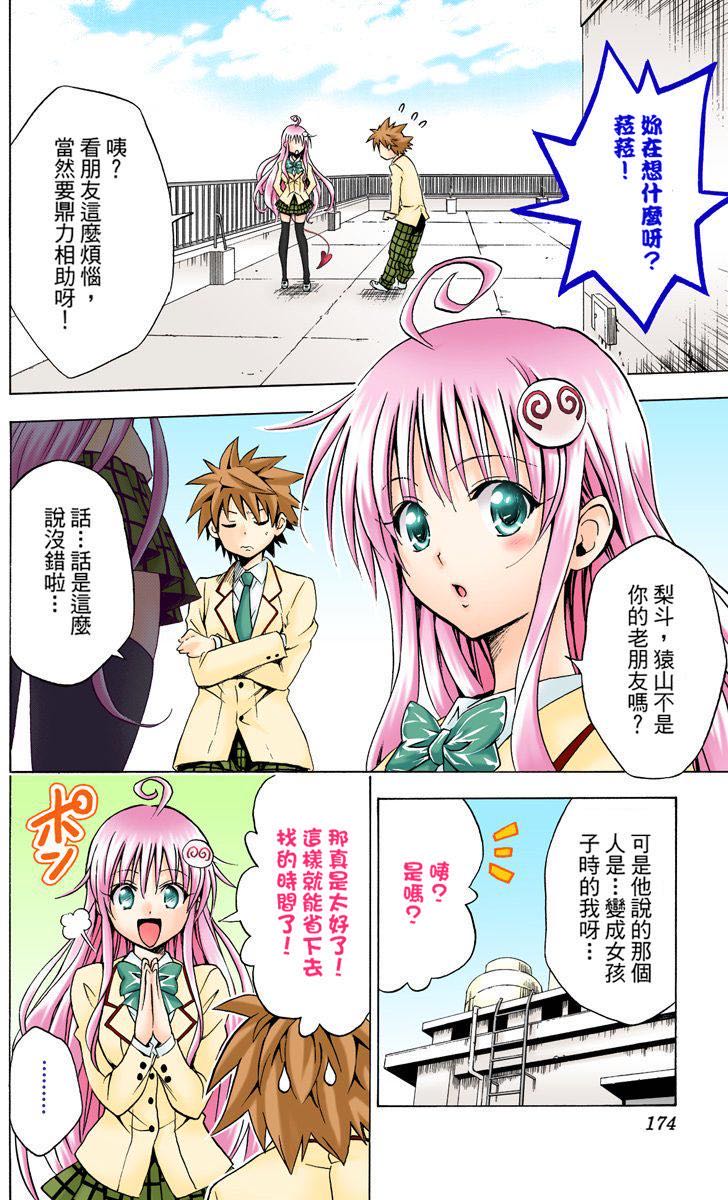 妳在想什麼呀？
菈菈！
咦？
看朋友這麼煩惱，
當然要鼎力相助呀！
梨斗，猿山不是
你的老朋友嗎？
話…話是這麼
說沒錯啦…
可是他說的那個
人是…變成女孩
子時的我呀…
咦？
是嗎？
那真是太好了！
這樣就能省下去
找的時間了！
ポン
………
174